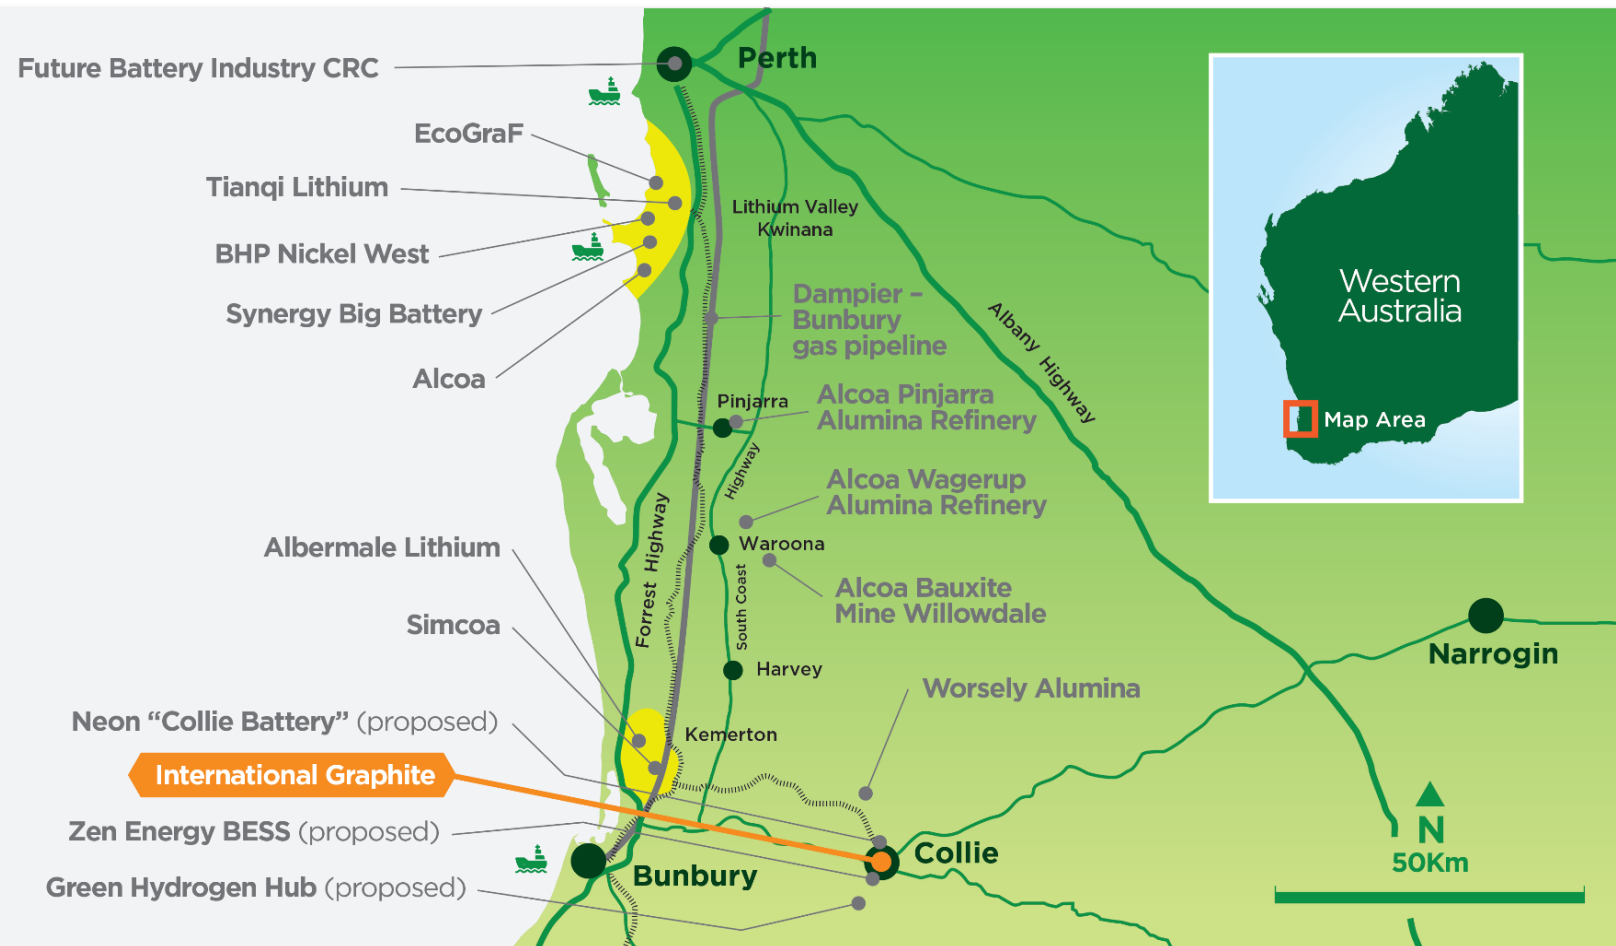 Future Battery Industry CRC
Perth
EcoGraF
Tianqi Lithium
BHP Nickel West
Synergy Big Battery
Alcoa
Lithium Valley
Kwinana
Dampier –
Bunbury
gas pipeline
Albany Highway
Western
Australia
Map Area
Pinjarra
Alcoa Pinjarra
Alumina Refinery
Highway
Alcoa Wagerup
Alumina Refinery
Forrest Highway
Albermale Lithium
Waroona
South Coast
Alcoa Bauxite
Mine Willowdale
Simcoa
Harvey
Narrogin
Worsely Alumina
Neon “Collie Battery” (proposed)
Kemerton
International Graphite
Zen Energy BESS (proposed)
Collie
Bunbury
Green Hydrogen Hub (proposed)
N
50Km